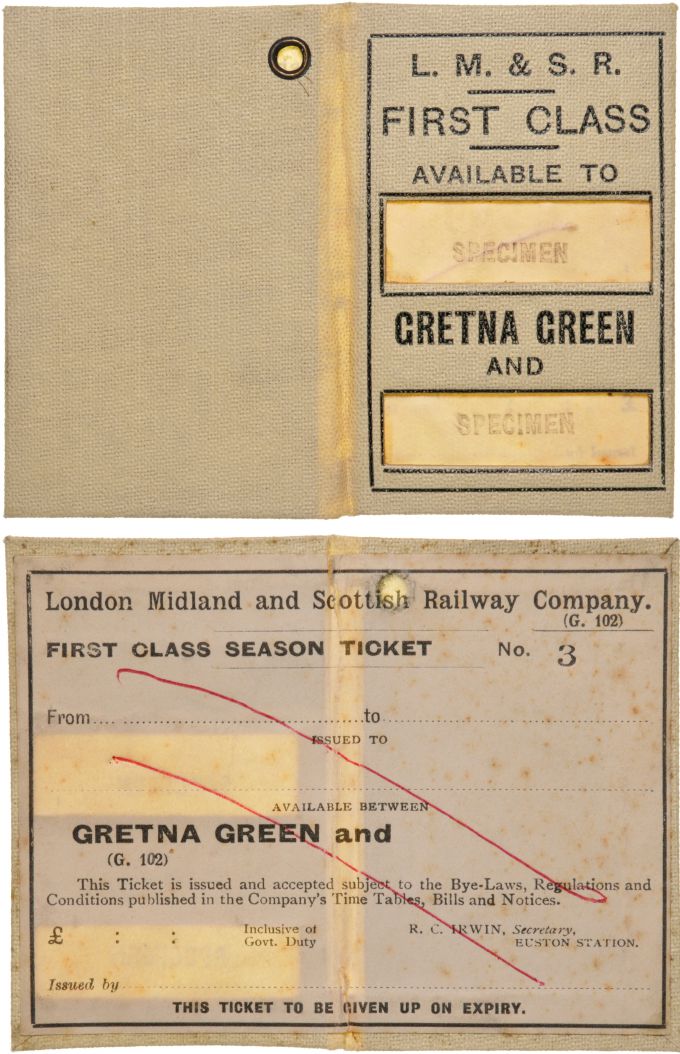 L. M. & S. R.
FIRST CLASS
AVAILABLE TO
SPECIMEN
GRETNA GREEN
AND
SPECIMEN
London Midland and Scottish Railway Company.
(G. 102)
FIRST CLASS SEASON TICKET No. 3
From.... ................................................to......................................................
ISSUED TO
AVAILABLE BETWEEN
GRETNA GREEN and
(G. 102)
This Ticket is issued and accepted subject to the Bye-Laws, Regulations and
Conditions published in the Company's Time Tables, Bills and Notices.
£ : : Inclusive of R. C. IRWIN, Secretary,
Govt. Duty EUSTON STATION.
Issued by
THIS TICKET TO BE GIVEN UP ON EXPIRY.